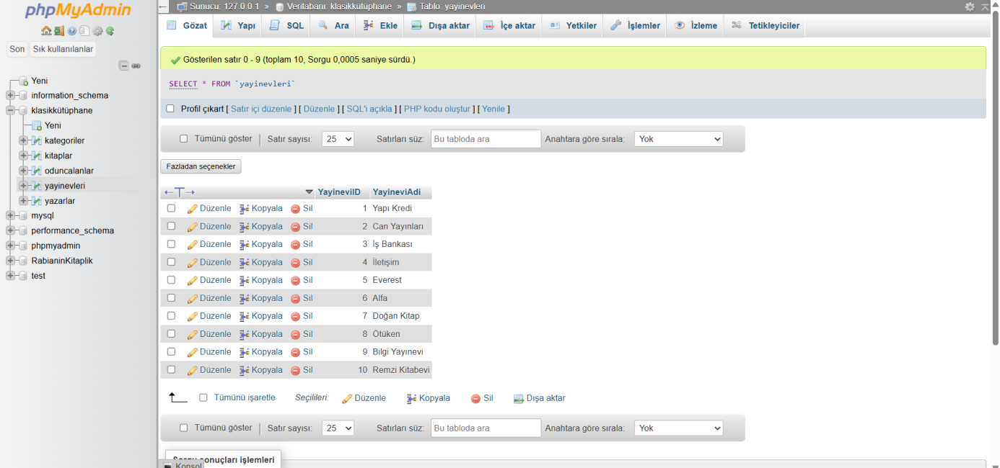 phpMyAdmin
Son Sık kullanılanlar
Yeni
information_schema
klasikkütüphane
Yeni
kategoriler
kitaplar
oduncalanlar
yayinevleri
yazarlar
mysql
performance_schema
phpmyadmin
RabianinKitaplik
test
Sunucu: 127.0.0.1 » Veritabanı: klasikkütüphane » Tablo: yayinevleri
Gözat Yapı SQL Ara Ekle Dışa aktar İçe aktar Yetkiler İşlemler İzleme Tetikleyiciler
Gösterilen satır 0 - 9 (toplam 10, Sorgu 0,0005 saniye sürdü.)
SELECT * FROM `yayinevleri`
Profil çıkart [ Satır içi düzenle ] [ Düzenle ] [ SQL'i açıkla ] [ PHP kodu oluştur ] [ Yenile ]
Tümünü göster | Satır sayısı: 25 Satırları süz: Bu tabloda ara Anahtara göre sırala: Yok
Fazladan seçenekler
←T→ YayineviID YayineviAdi
Düzenle Kopyala Sil 1 Yapı Kredi
Düzenle Kopyala Sil 2 Can Yayınları
Düzenle Kopyala Sil 3 İş Bankası
Düzenle Kopyala Sil 4 İletişim
Düzenle Kopyala Sil 5 Everest
Düzenle Kopyala Sil 6 Alfa
Düzenle Kopyala Sil 7 Doğan Kitap
Düzenle Kopyala Sil 8 Ötüken
Düzenle Kopyala Sil 9 Bilgi Yayınevi
Düzenle Kopyala Sil 10 Remzi Kitabevi
Tümünü işaretle Seçilileri: Düzenle Kopyala Sil Dışa aktar
Tümünü göster | Satır sayısı: 25 Satırları süz: Bu tabloda ara Anahtara göre sırala: Yok
Sorgu sonuçları işlemleri
Konsol